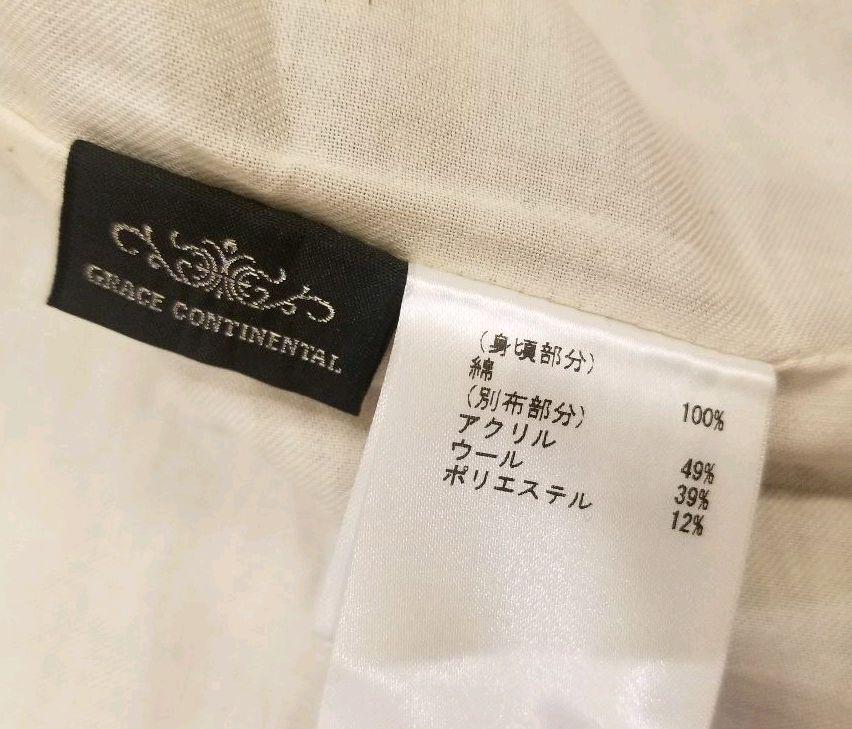 GRACE CONTINENTAL
(身頃部分)
綿 100%
(別布部分)
アクリル 49%
ウール 39%
ポリエステル 12%